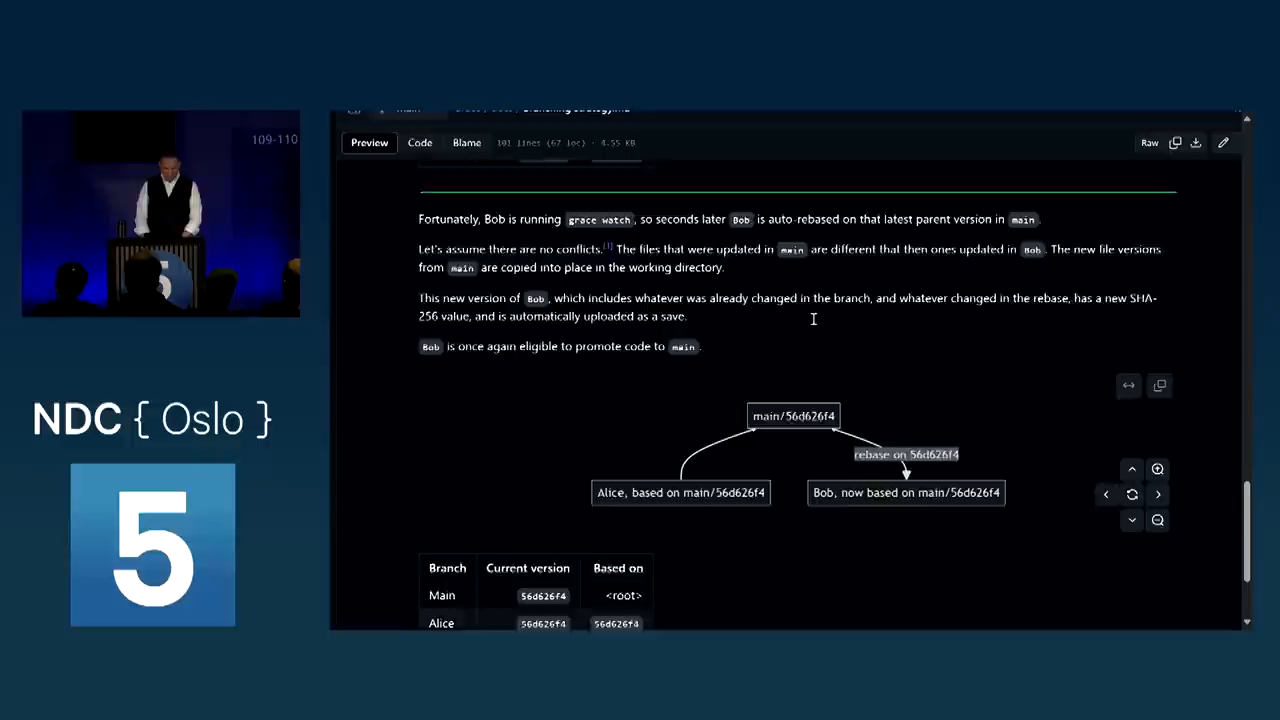 109-110
NDC { Oslo }
5
5
Preview Code Blame 101 lines (67 loc) · 4.55 KB
Raw
Fortunately, Bob is running grace watch, so seconds later Bob is auto-rebased on that latest parent version in main.
Let's assume there are no conflicts.[1] The files that were updated in main are different that then ones updated in Bob. The new file versions
from main are copied into place in the working directory.
This new version of Bob, which includes whatever was already changed in the branch, and whatever changed in the rebase, has a new SHA-
256 value, and is automatically uploaded as a save.
Bob is once again eligible to promote code to main.
main/56d626f4
rebase on 56d626f4
Alice, based on main/56d626f4
Bob, now based on main/56d626f4
Branch Current version Based on
Main 56d626f4 <root>
Alice 56d626f4 56d626f4